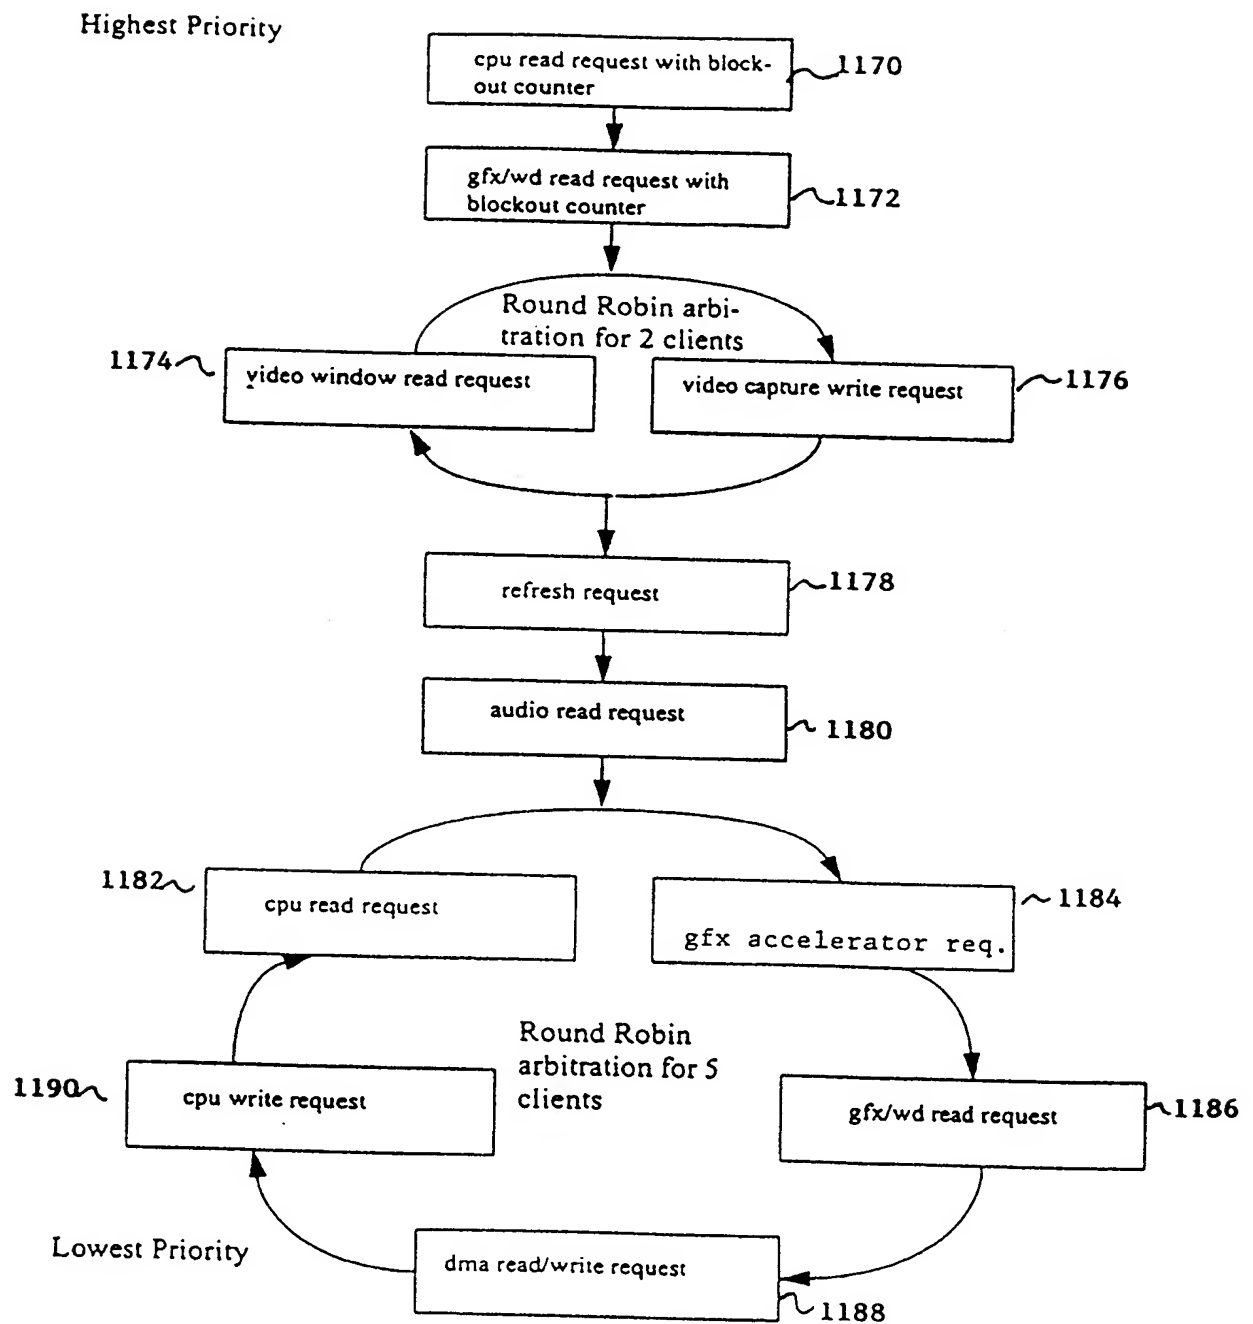 Highest Priority
cpu read request with block-
out counter
1170
gfx/wd read request with
blockout counter
1172
Round Robin arbi-
tration for 2 clients
1174
video window read request
video capture write request
1176
refresh request
1178
audio read request
1180
1182
cpu read request
gfx accelerator req.
1184
Round Robin
arbitration for 5
clients
1190
cpu write request
gfx/wd read request
1186
Lowest Priority
dma read/write request
1188